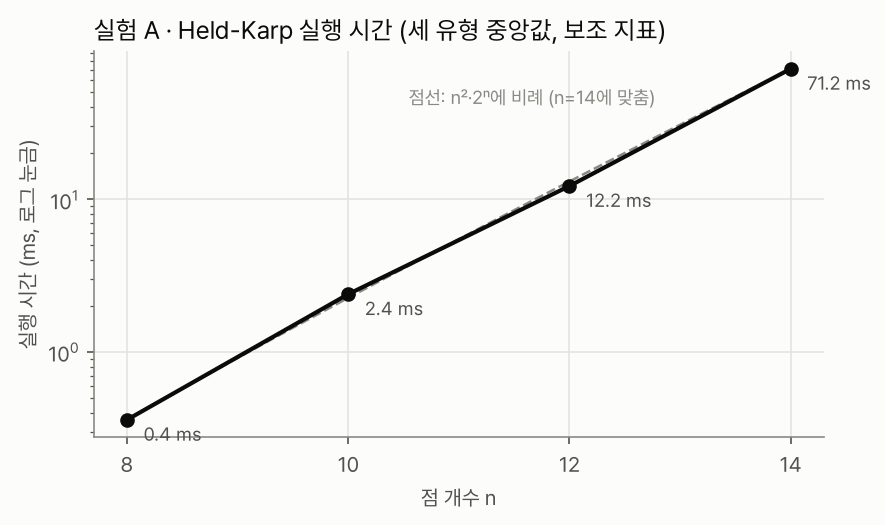 실험 A · Held-Karp 실행 시간 (세 유형 중앙값, 보조 지표)
점선: n²·2ⁿ에 비례 (n=14에 맞춤)
71.2 ms
12.2 ms
2.4 ms
0.4 ms
10¹
10⁰
실행 시간 (ms, 로그 눈금)
8 10 12 14
점 개수 n